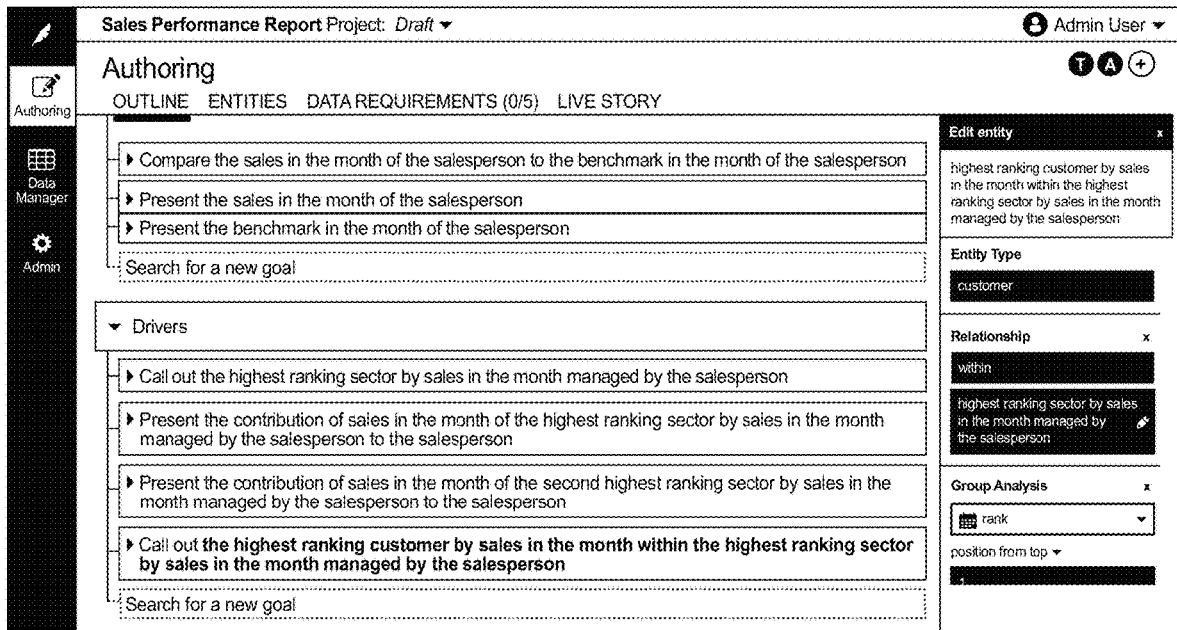 Sales Performance Report Project: Draft
Admin User
Authoring
T A +
Authoring
OUTLINE ENTITIES DATA REQUIREMENTS (0/5) LIVE STORY
Data
Manager
Admin
Compare the sales in the month of the salesperson to the benchmark in the month of the salesperson
Present the sales in the month of the salesperson
Present the benchmark in the month of the salesperson
Search for a new goal
Drivers
Call out the highest ranking sector by sales in the month managed by the salesperson
Present the contribution of sales in the month of the highest ranking sector by sales in the month
managed by the salesperson to the salesperson
Present the contribution of sales in the month of the second highest ranking sector by sales in the
month managed by the salesperson to the salesperson
Call out the highest ranking customer by sales in the month within the highest ranking sector
by sales in the month managed by the salesperson
Search for a new goal
Edit entity x
highest ranking customer by sales
in the month within the highest
ranking sector by sales in the month
managed by the salesperson
Entity Type
customer
Relationship x
within
highest ranking sector by sales
in the month managed by
the salesperson
Group Analysis x
rank
position from top